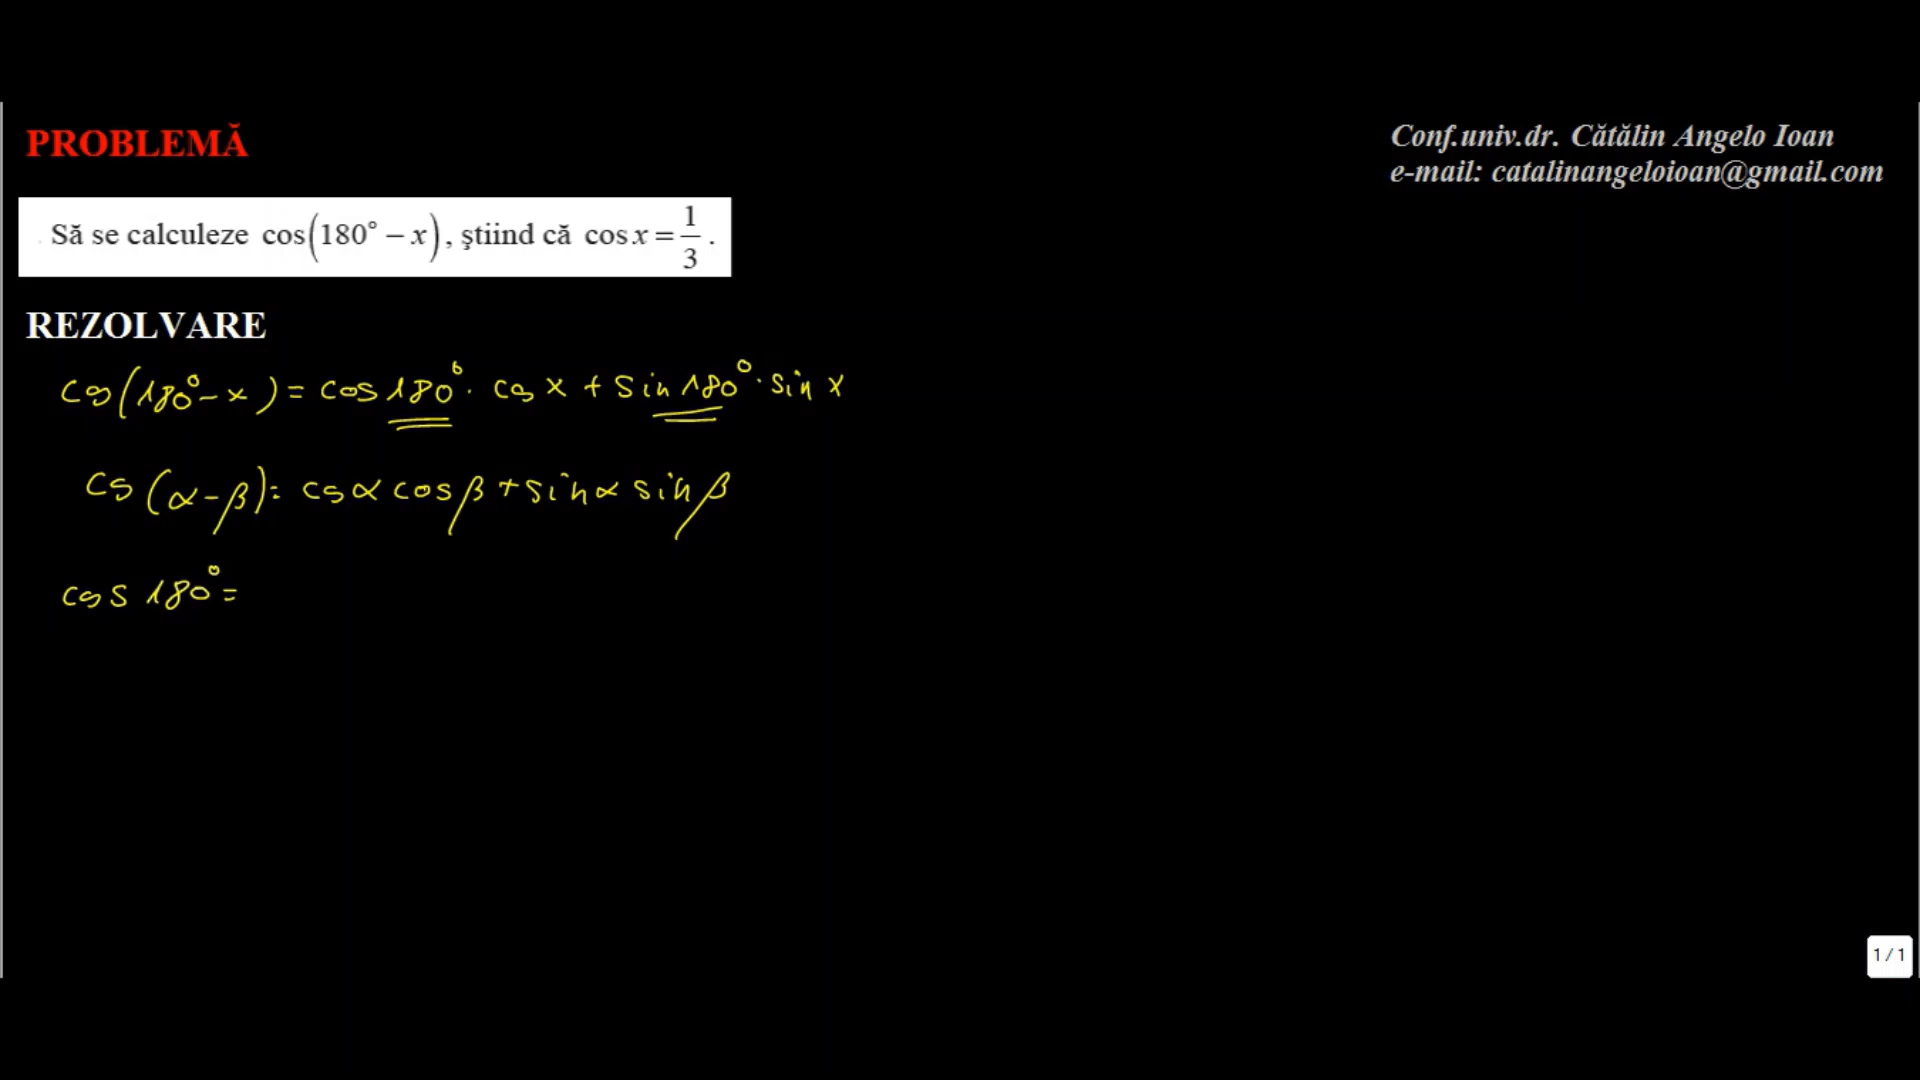 PROBLEMĂ
Conf.univ.dr. Cătălin Angelo Ioan
e-mail: catalinangeloioan@gmail.com
Să se calculeze cos(180° − x), ştiind că cos x = 1/3 .
REZOLVARE
cos(180° − x) = cos 180° · cos x + sin 180° · sin x
cos(α − β) = cos α cos β + sin α sin β
cos 180° =
1 / 1